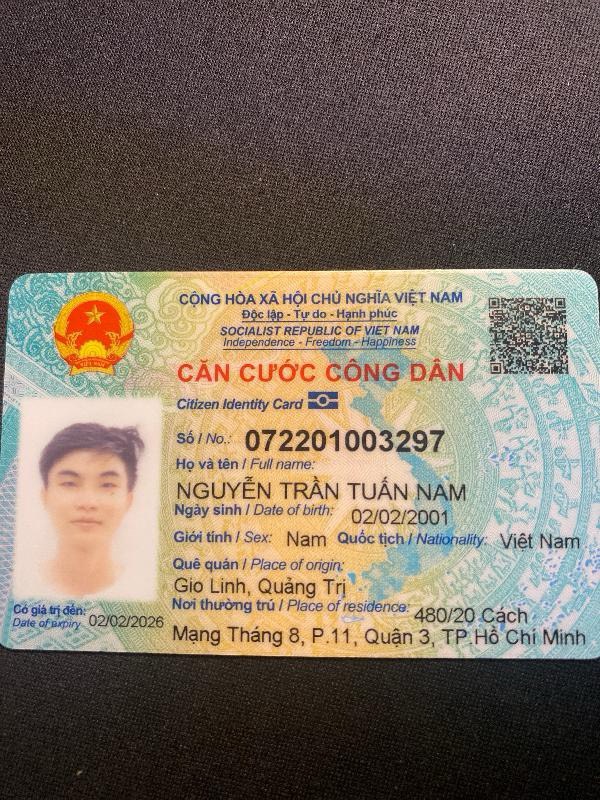 CỘNG HÒA XÃ HỘI CHỦ NGHĨA VIỆT NAM
Độc lập - Tự do - Hạnh phúc
SOCIALIST REPUBLIC OF VIET NAM
Independence - Freedom - Happiness
CĂN CƯỚC CÔNG DÂN
Citizen Identity Card
Số / No.: 072201003297
Họ và tên / Full name:
NGUYỄN TRẦN TUẤN NAM
Ngày sinh / Date of birth: 02/02/2001
Giới tính / Sex: Nam Quốc tịch / Nationality: Việt Nam
Quê quán / Place of origin:
Gio Linh, Quảng Trị
Nơi thường trú / Place of residence: 480/20 Cách
Mạng Tháng 8, P.11, Quận 3, TP.Hồ Chí Minh
Có giá trị đến: 02/02/2026
Date of expiry